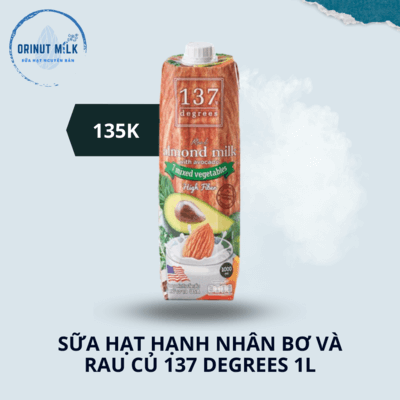 ORINUT MILK
SỮA HẠT NGUYÊN BẢN
135K
137
degrees
almond milk
with avocado
7 mixed vegetables
High Fiber
1000
SỮA HẠT HẠNH NHÂN BƠ VÀ
RAU CỦ 137 DEGREES 1L